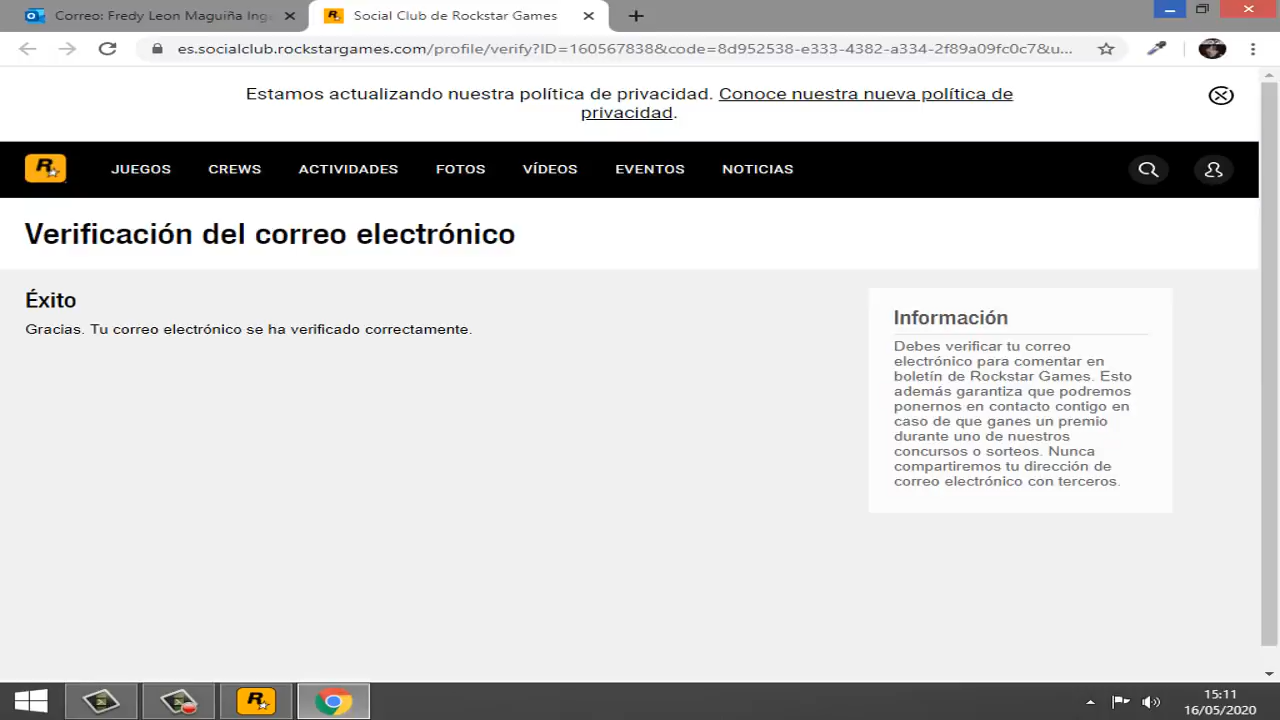 Correo: Fredy Leon Maguiña Ing
Social Club de Rockstar Games
es.socialclub.rockstargames.com/profile/verify?ID=160567838&code=8d952538-e333-4382-a334-2f89a09fc0c7&u...
Estamos actualizando nuestra política de privacidad. Conoce nuestra nueva política de
privacidad.
JUEGOS CREWS ACTIVIDADES FOTOS VÍDEOS EVENTOS NOTICIAS
Verificación del correo electrónico
Éxito
Gracias. Tu correo electrónico se ha verificado correctamente.
Información
Debes verificar tu correo
electrónico para comentar en
boletín de Rockstar Games. Esto
además garantiza que podremos
ponernos en contacto contigo en
caso de que ganes un premio
durante uno de nuestros
concursos o sorteos. Nunca
compartiremos tu dirección de
correo electrónico con terceros.
15:11
16/05/2020